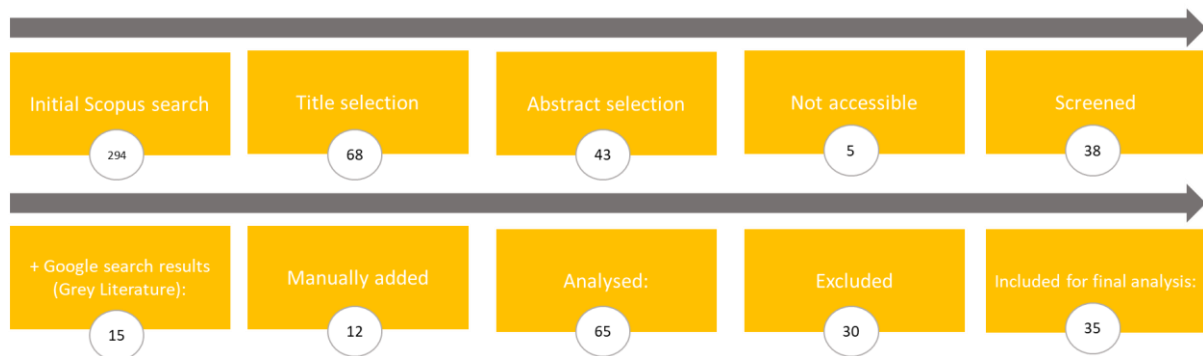 Initial Scopus search
294
Title selection
68
Abstract selection
43
Not accessible
5
Screened
38
+ Google search results
(Grey Literature):
15
Manually added
12
Analysed:
65
Excluded
30
Included for final analysis:
35